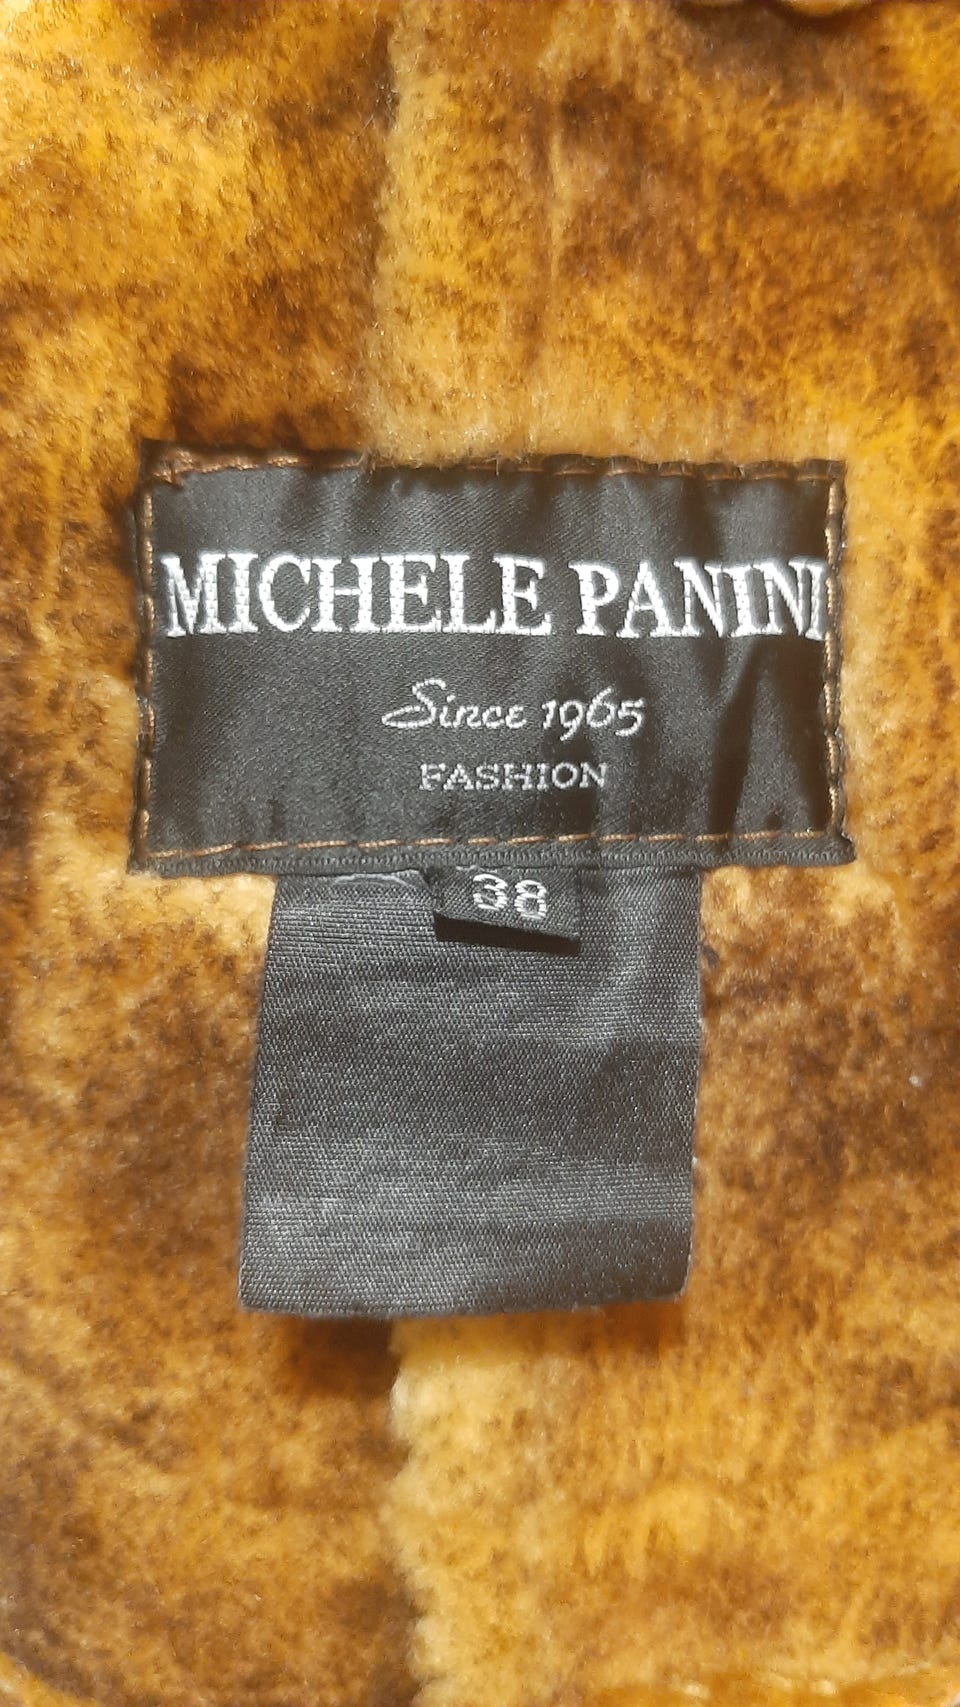 MICHELE PANINI
Since 1965
FASHION
38